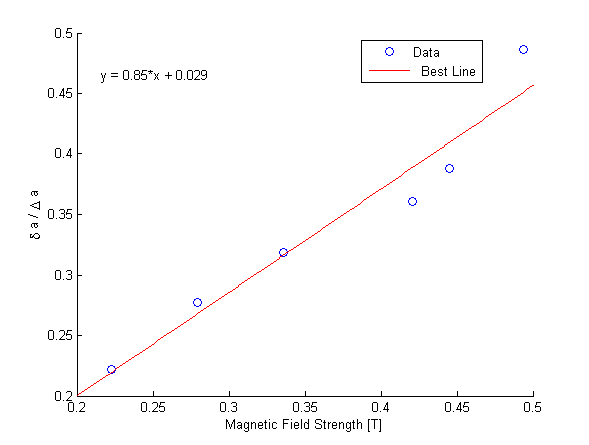 0.5
y = 0.85*x + 0.029
Data
Best Line
0.45
0.4
0.35
0.3
0.25
0.2
δ a / Δ a
0.2 0.25 0.3 0.35 0.4 0.45 0.5
Magnetic Field Strength [T]